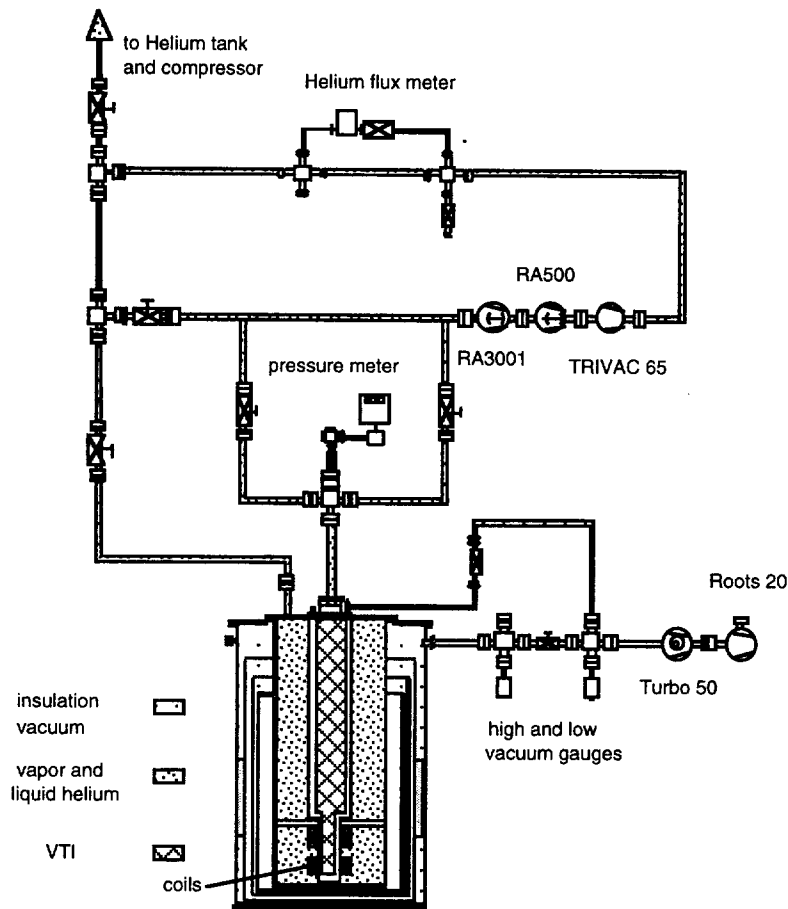 to Helium tank
and compressor
Helium flux meter
RA500
RA3001
TRIVAC 65
pressure meter
Roots 20
Turbo 50
high and low
vacuum gauges
insulation
vacuum
vapor and
liquid helium
VTI
coils